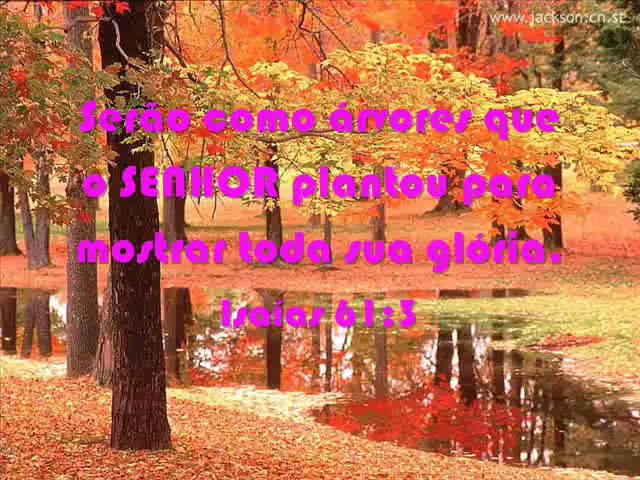 www.jackson.cn.st
Serão como árvores que
o SENHOR plantou para
mostrar toda sua glória.
Isaías 61:3